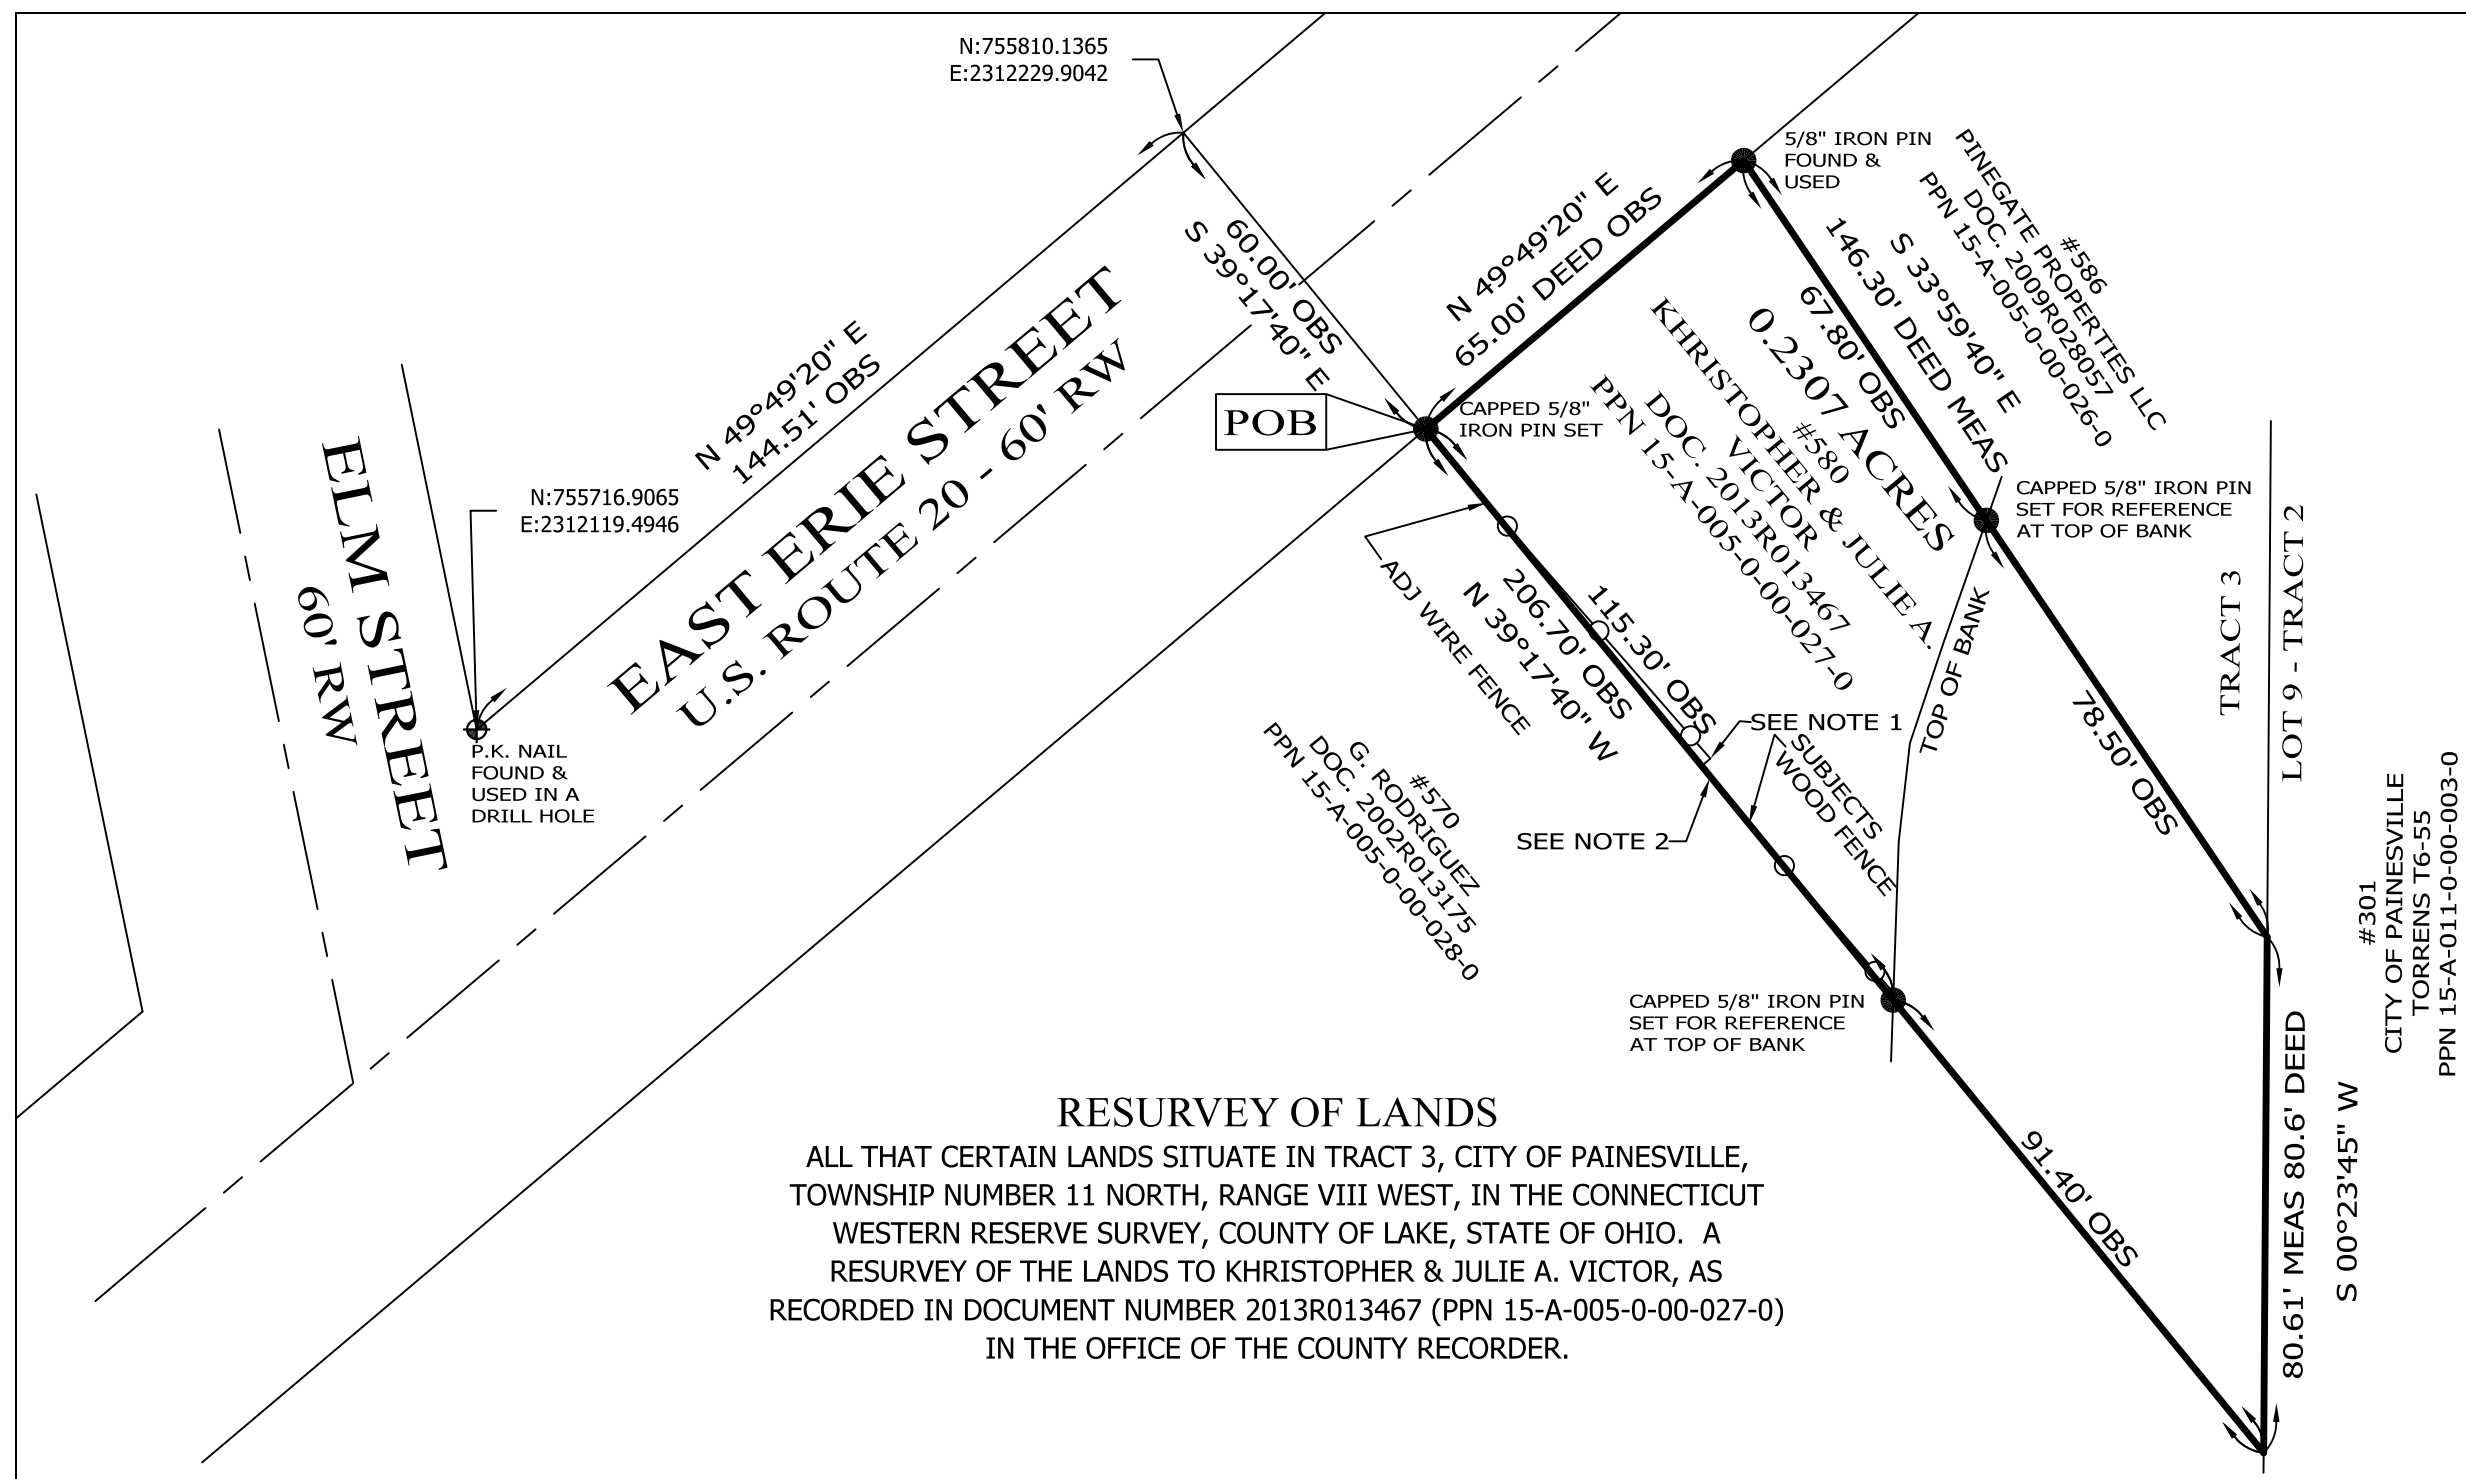 N:755810.1365
E:2312229.9042
5/8" IRON PIN
FOUND &
USED
#586
PINEGATE PROPERTIES LLC
DOC. 2009R028057
PPN 15-A-005-0-00-026-0
60.00' OBS
S 39°17'40" E
N 49°49'20" E
65.00' DEED OBS
S 33°59'40" E
146.30' DEED MEAS
67.80' OBS
0.2307 ACRES
#580
KHRISTOPHER & JULIE A.
VICTOR
DOC. 2013R013467
PPN 15-A-005-0-00-027-0
N 49°49'20" E
144.51' OBS
EAST ERIE STREET
U.S. ROUTE 20 - 60' RW
POB
CAPPED 5/8"
IRON PIN SET
CAPPED 5/8" IRON PIN
SET FOR REFERENCE
AT TOP OF BANK
N:755716.9065
E:2312119.4946
ELM STREET
60' RW
P.K. NAIL
FOUND &
USED IN A
DRILL HOLE
ADJ WIRE FENCE
115.30' OBS
206.70' OBS
N 39°17'40" W
TOP OF BANK
TRACT 3
LOT 9 - TRACT 2
78.50' OBS
SEE NOTE 1
SUBJECTS
WOOD FENCE
SEE NOTE 2
#570
G. RODRIGUEZ
DOC. 2002R013175
PPN 15-A-005-0-00-028-0
#301
CITY OF PAINESVILLE
TORRENS T6-55
PPN 15-A-011-0-000-003-0
CAPPED 5/8" IRON PIN
SET FOR REFERENCE
AT TOP OF BANK
91.40' OBS
80.61' MEAS 80.6' DEED
S 00°23'45" W
RESURVEY OF LANDS
ALL THAT CERTAIN LANDS SITUATE IN TRACT 3, CITY OF PAINESVILLE,
TOWNSHIP NUMBER 11 NORTH, RANGE VIII WEST, IN THE CONNECTICUT
WESTERN RESERVE SURVEY, COUNTY OF LAKE, STATE OF OHIO. A
RESURVEY OF THE LANDS TO KHRISTOPHER & JULIE A. VICTOR, AS
RECORDED IN DOCUMENT NUMBER 2013R013467 (PPN 15-A-005-0-00-027-0)
IN THE OFFICE OF THE COUNTY RECORDER.